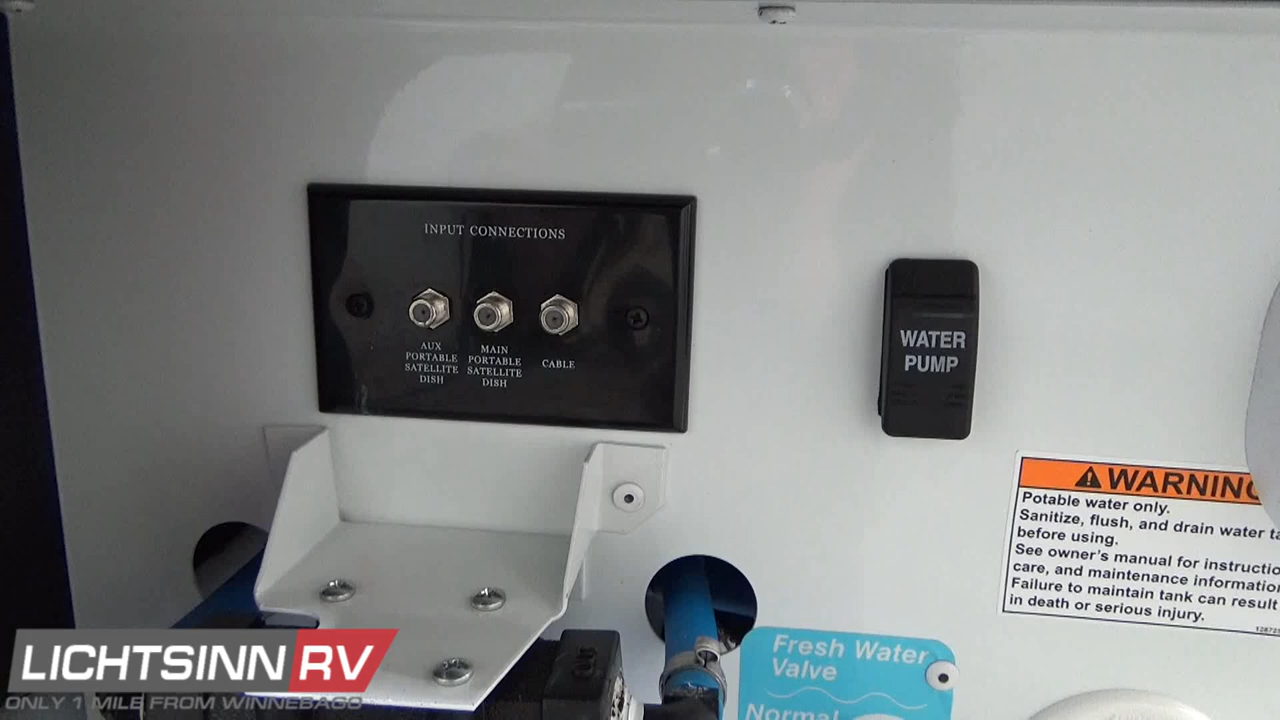 INPUT CONNECTIONS
AUX
PORTABLE
SATELLITE
DISH
MAIN
PORTABLE
SATELLITE
DISH
CABLE
WATER
PUMP
WARNING
Potable water only.
Sanitize, flush, and drain water ta
before using.
See owner's manual for instructio
care, and maintenance information
Failure to maintain tank can result
in death or serious injury.
Fresh Water
Valve
Normal
LICHTSINN RV
ONLY 1 MILE FROM WINNEBAGO